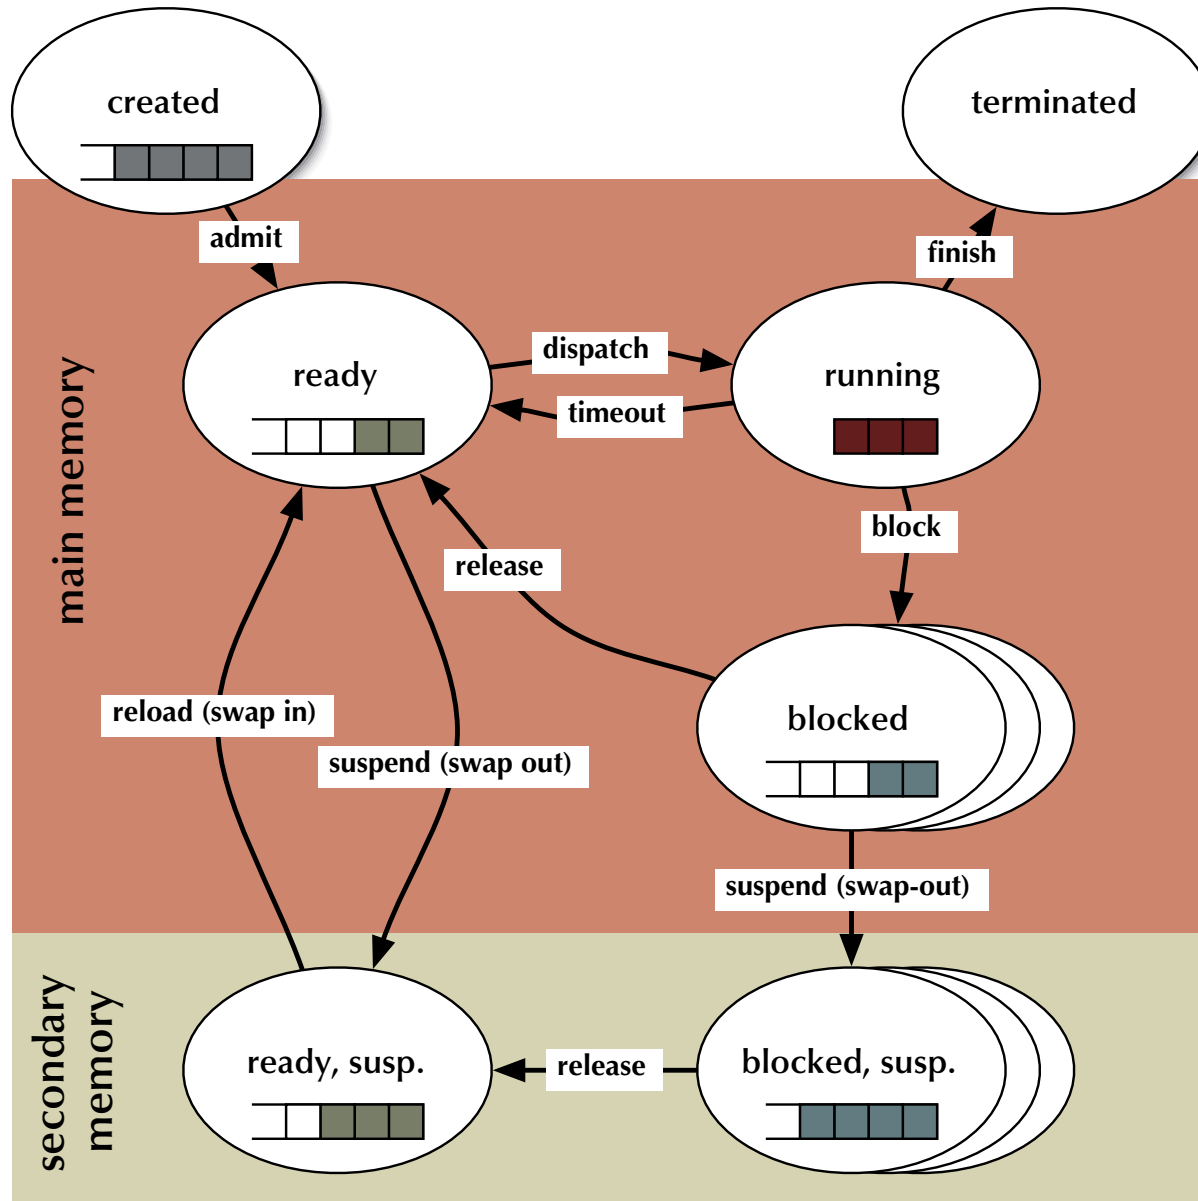 created
terminated
admit
finish
ready
dispatch
timeout
running
main memory
block
release
reload (swap in)
suspend (swap out)
blocked
suspend (swap-out)
secondary
memory
ready, susp.
release
blocked, susp.